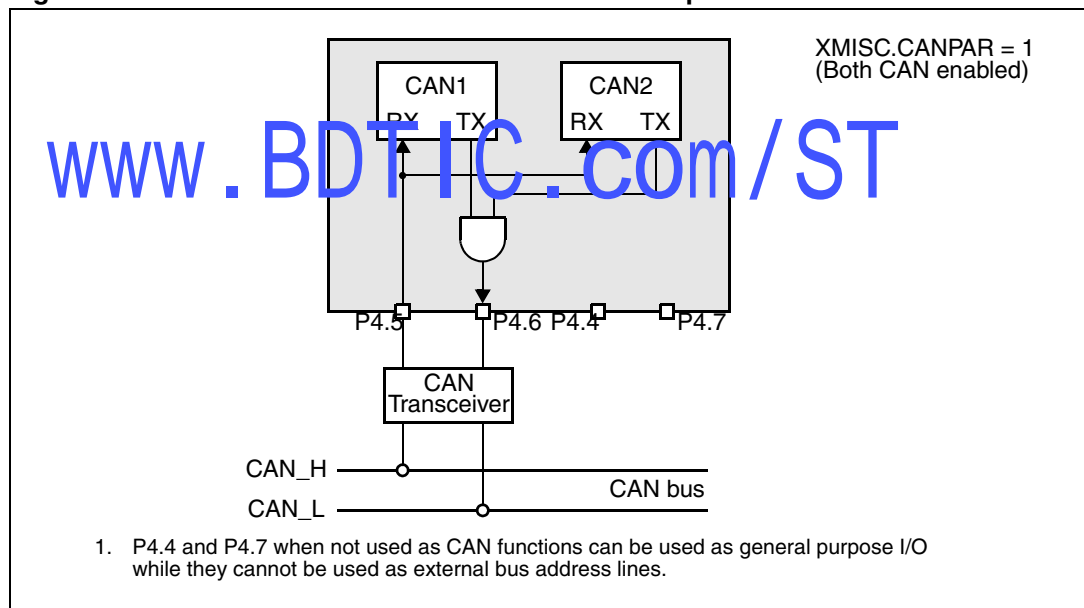 XMISC.CANPAR = 1
(Both CAN enabled)
CAN1
CAN2
RX TX
RX TX
www.BDTIC.com/ST
P4.5
P4.6
P4.4
P4.7
CAN
Transceiver
CAN_H
CAN bus
CAN_L
1. P4.4 and P4.7 when not used as CAN functions can be used as general purpose I/O
while they cannot be used as external bus address lines.